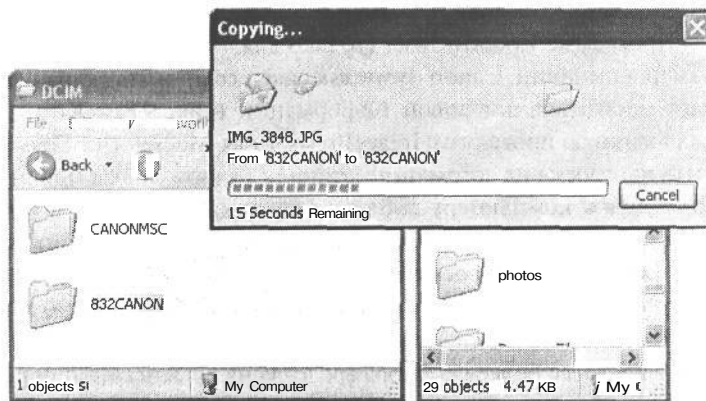 Copying...
IMG_3848.JPG
From '832CANON' to '832CANON'
Cancel
15 Seconds Remaining
DCIM
File
Back
CANONMSC
832CANON
1 objects
My Computer
photos
29 objects 4.47 KB
My